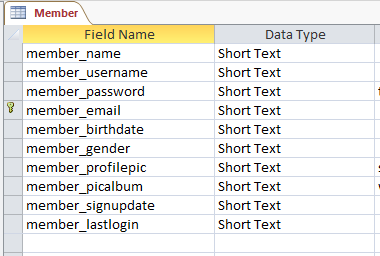 Member
Field Name Data Type
member_name Short Text
member_username Short Text
member_password Short Text
member_email Short Text
member_birthdate Short Text
member_gender Short Text
member_profilepic Short Text
member_picalbum Short Text
member_signupdate Short Text
member_lastlogin Short Text